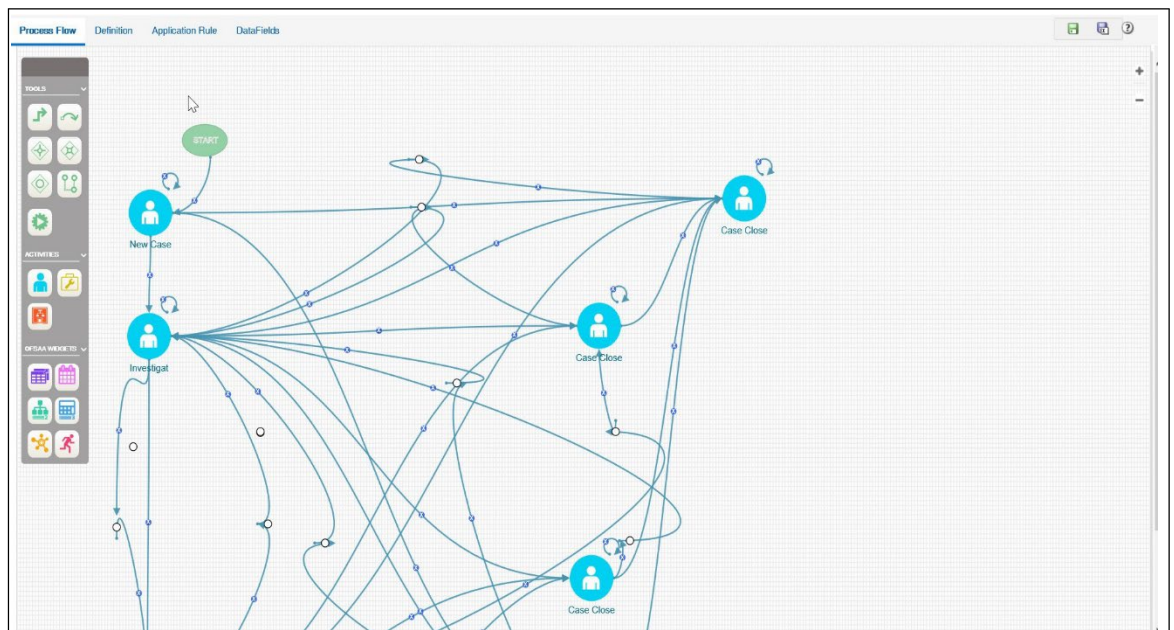 Process Flow Definition Application Rule DataFields
TOOLS
START
New Case
Case Close
ACTIVITIES
Investigat
Case Close
OFSAA WIDGETS
Case Close